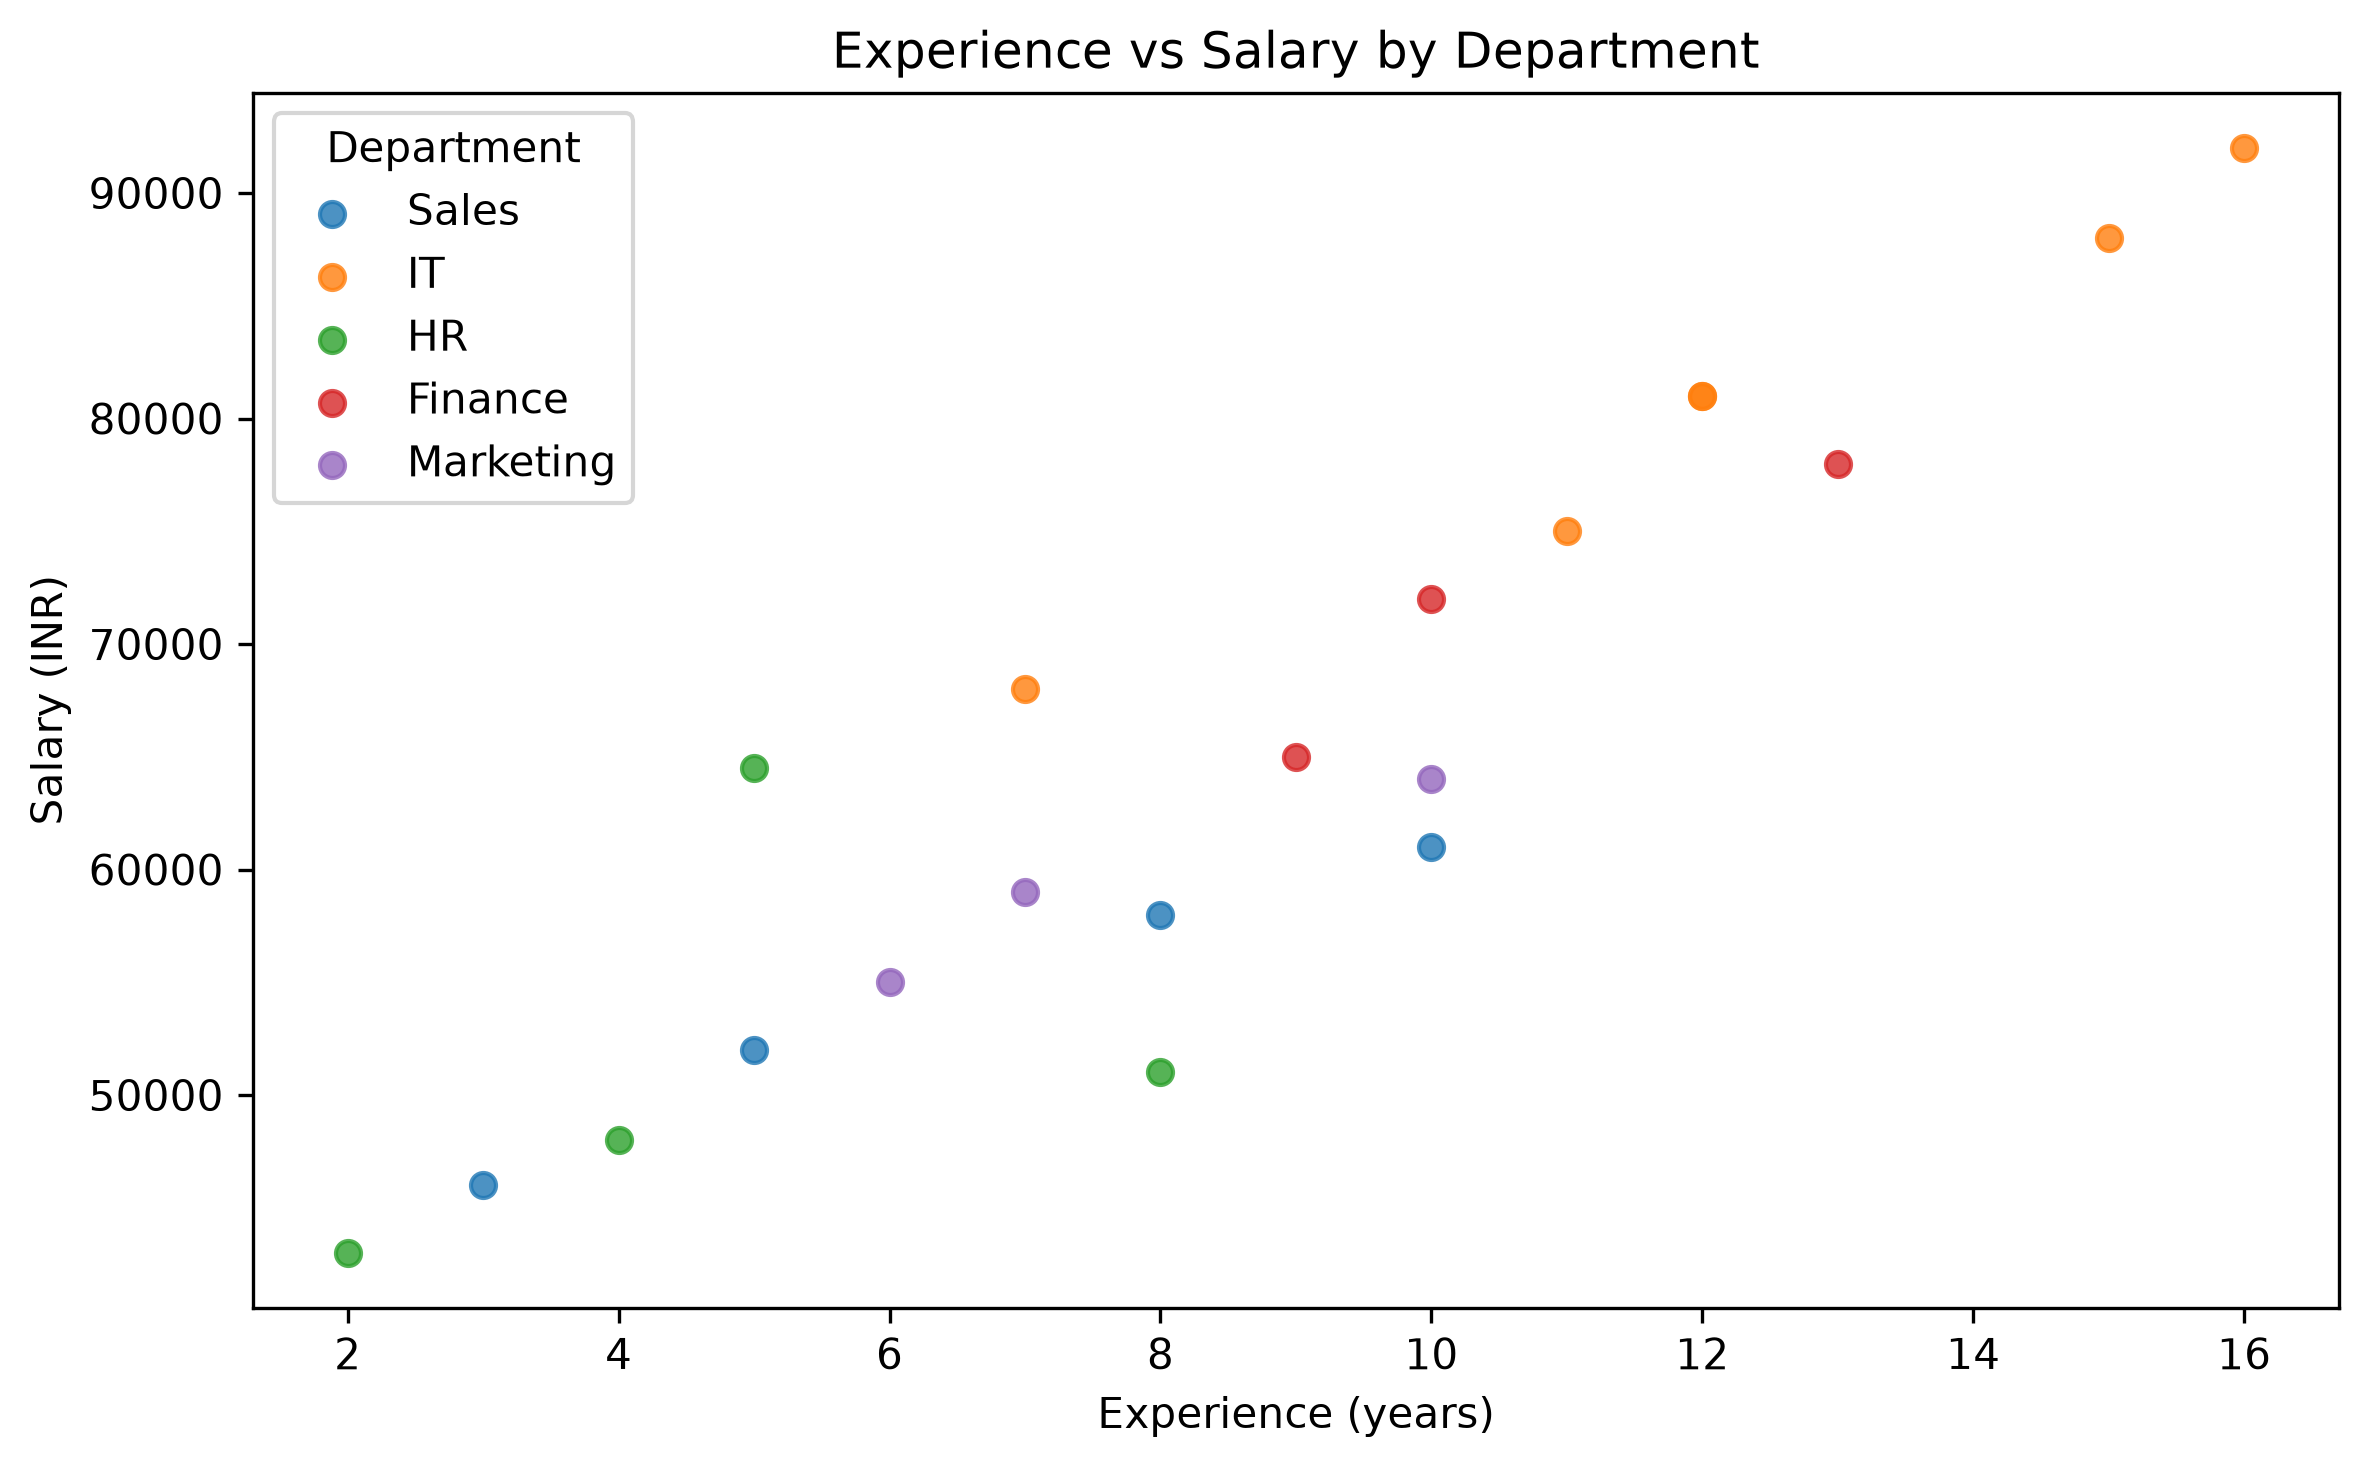 Experience vs Salary by Department
Department
Sales
IT
HR
Finance
Marketing
90000
80000
70000
60000
50000
Salary (INR)
2 4 6 8 10 12 14 16
Experience (years)